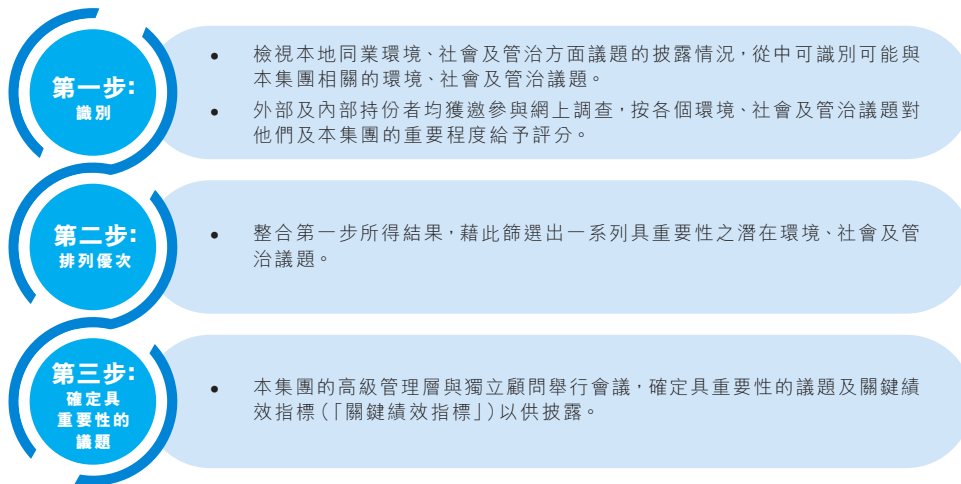 第一步:
識別
• 檢視本地同業環境、社會及管治方面議題的披露情況，從中可識別可能與
本集團相關的環境、社會及管治議題。
• 外部及內部持份者均獲邀參與網上調查，按各個環境、社會及管治議題對
他們及本集團的重要程度給予評分。
第二步:
排列優次
• 整合第一步所得結果，藉此篩選出一系列具重要性之潛在環境、社會及管
治議題。
第三步:
確定具
重要性的
議題
• 本集團的高級管理層與獨立顧問舉行會議，確定具重要性的議題及關鍵績
效指標（「關鍵績效指標」）以供披露。